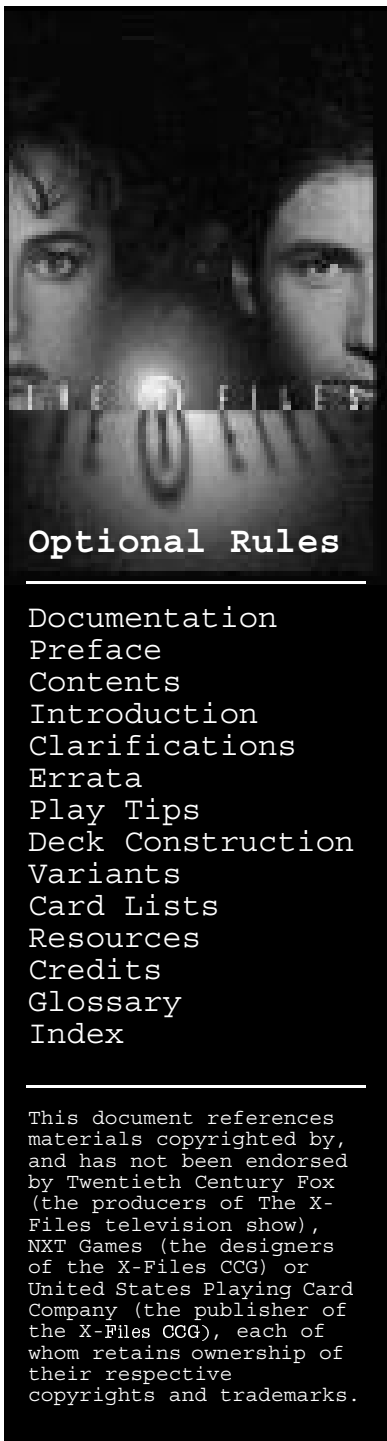 THE X FILES
Optional Rules
Documentation
Preface
Contents
Introduction
Clarifications
Errata
Play Tips
Deck Construction
Variants
Card Lists
Resources
Credits
Glossary
Index
This document references
materials copyrighted by,
and has not been endorsed
by Twentieth Century Fox
(the producers of The X-
Files television show),
NXT Games (the designers
of the X-Files CCG) or
United States Playing Card
Company (the publisher of
the X-Files CCG), each of
whom retains ownership of
their respective
copyrights and trademarks.